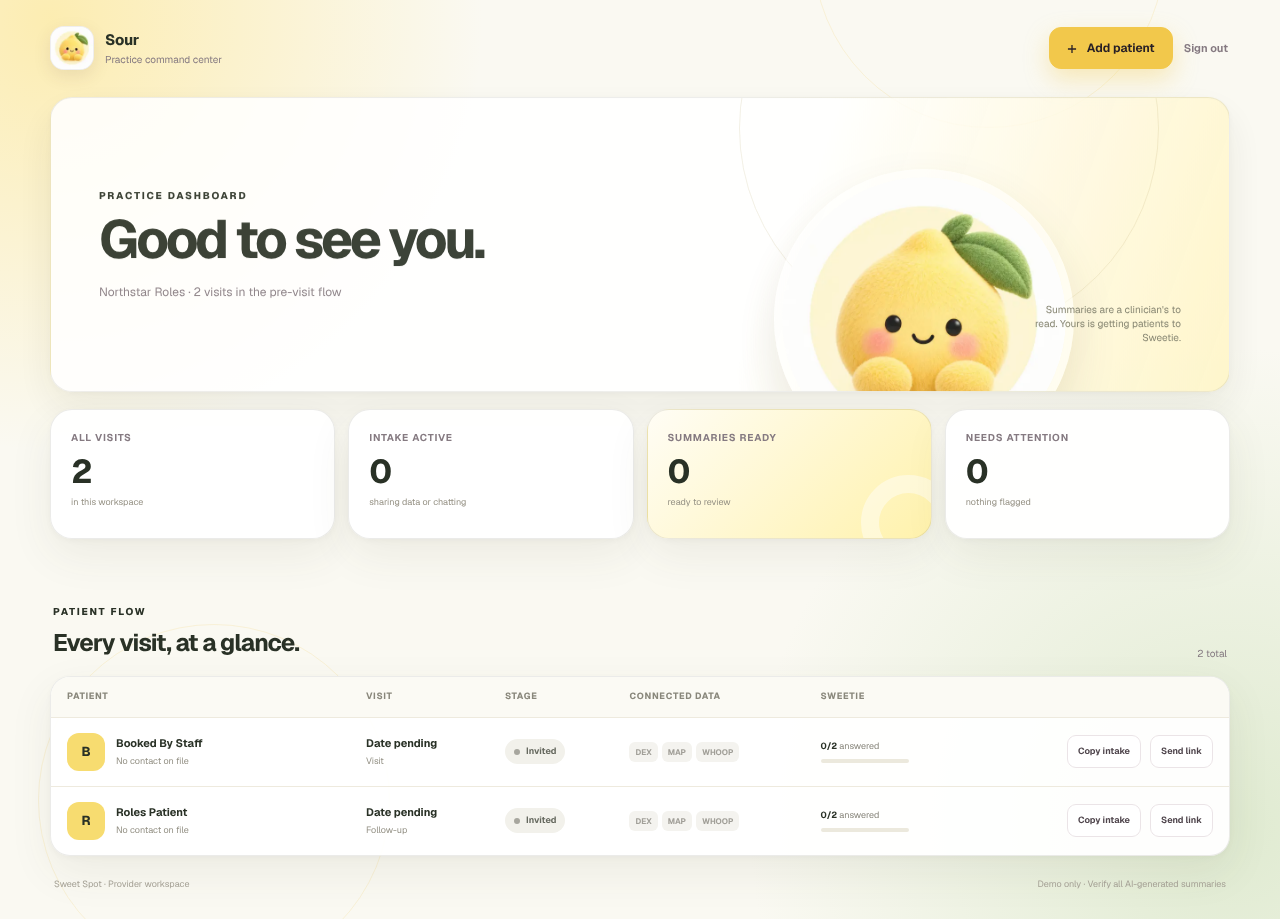 Sour
Practice command center
+ Add patient
Sign out
PRACTICE DASHBOARD
Good to see you.
Northstar Roles · 2 visits in the pre-visit flow
Summaries are a clinician's to
read. Yours is getting patients to
Sweetie.
ALL VISITS
2
in this workspace
INTAKE ACTIVE
0
sharing data or chatting
SUMMARIES READY
0
ready to review
NEEDS ATTENTION
0
nothing flagged
PATIENT FLOW
Every visit, at a glance.
2 total
PATIENT VISIT STAGE CONNECTED DATA SWEETIE
B Booked By Staff
No contact on file
Date pending
Visit
Invited
DEX MAP WHOOP
0/2 answered
Copy intake Send link
R Roles Patient
No contact on file
Date pending
Follow-up
Invited
DEX MAP WHOOP
0/2 answered
Copy intake Send link
Sweet Spot · Provider workspace
Demo only · Verify all AI-generated summaries